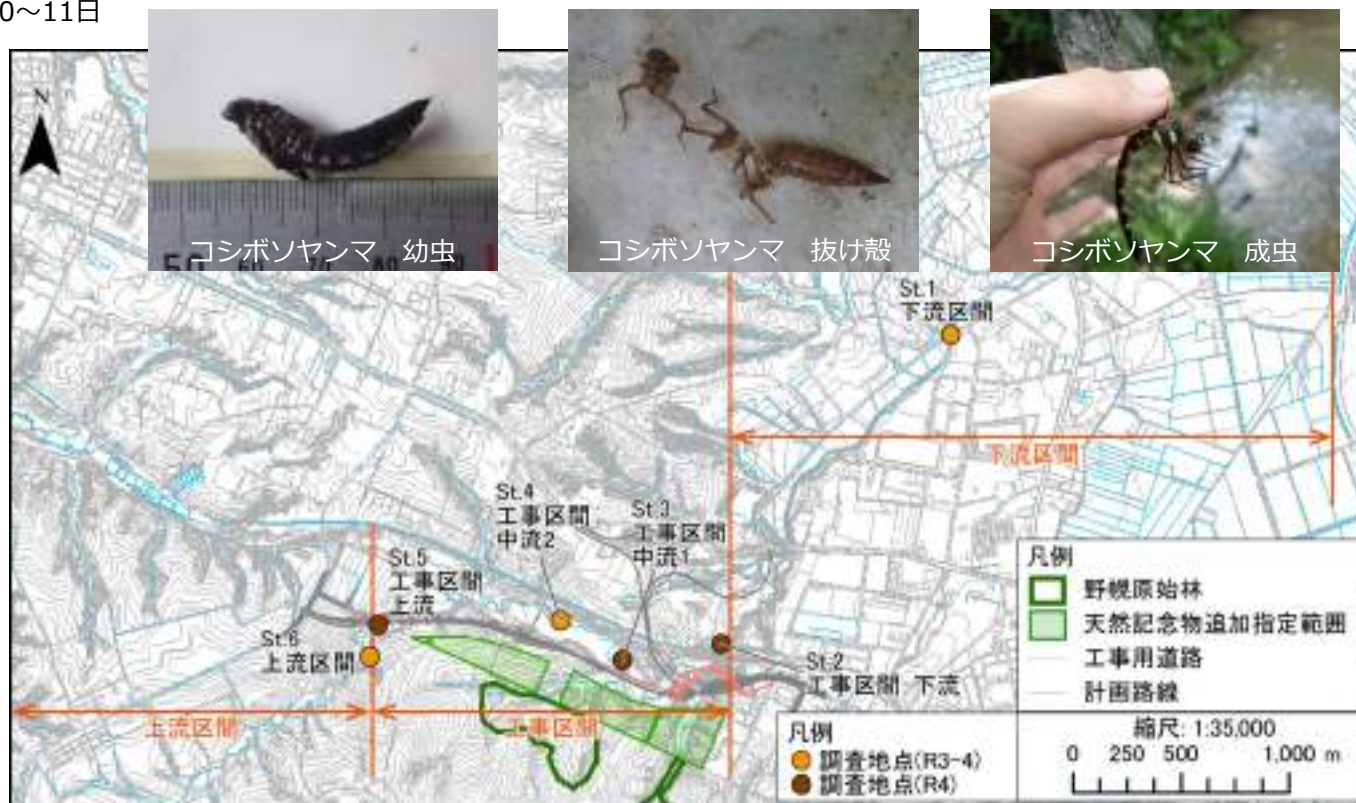 0～11日
コシボソヤンマ　幼虫
コシボソヤンマ　抜け殻
コシボソヤンマ　成虫
N
St.1
下流区間
下流区間
St.4
工事区間
中流2
St.3
工事区間
中流1
St.5
工事区間
上流
St.6
上流区間
St.2
工事区間 下流
上流区間
工事区間
凡例
野幌原始林
天然記念物追加指定範囲
工事用道路
計画路線
凡例
調査地点(R3-4)
調査地点(R4)
縮尺: 1:35,000
0 250 500 1,000 m